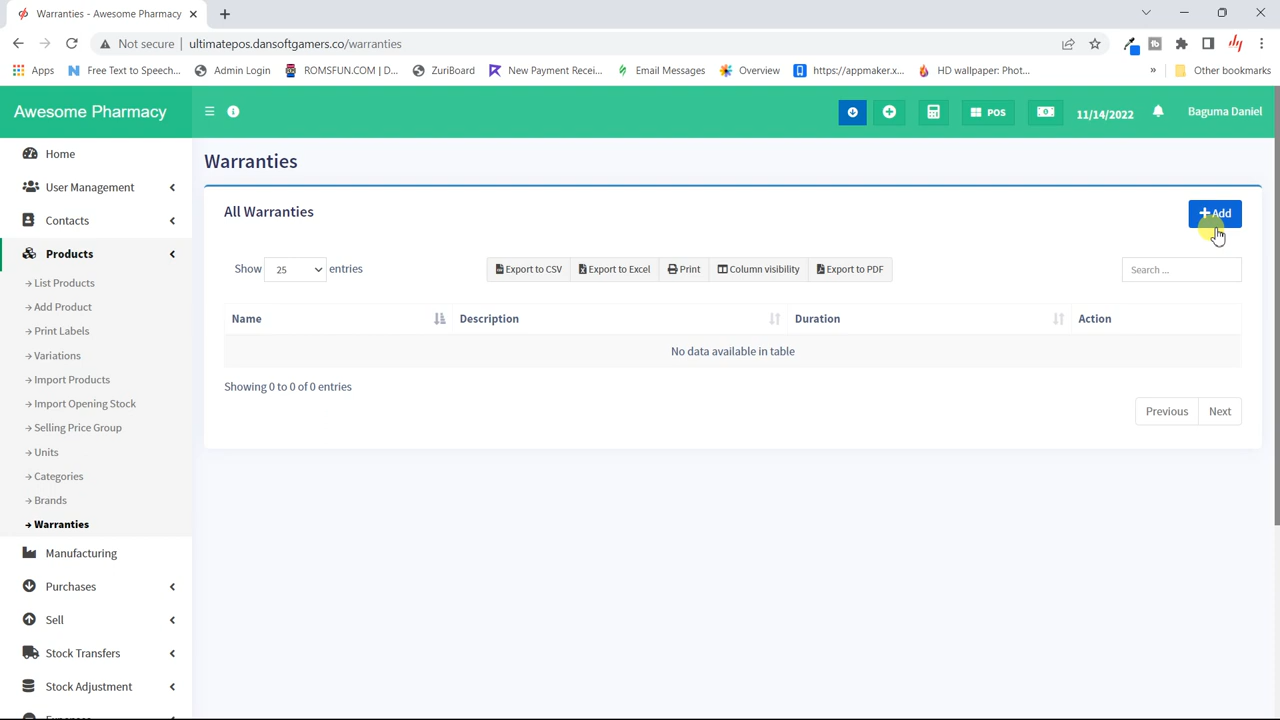 Warranties - Awesome Pharmacy
Not secure ultimatepos.dansoftgamers.co/warranties
Apps Free Text to Speech... Admin Login ROMSFUN.COM | D... ZuriBoard New Payment Recei... Email Messages Overview https://appmaker.x... HD wallpaper: Phot... » Other bookmarks
Awesome Pharmacy POS 11/14/2022 Baguma Daniel
Home
User Management
Contacts
Products
List Products
Add Product
Print Labels
Variations
Import Products
Import Opening Stock
Selling Price Group
Units
Categories
Brands
Warranties
Manufacturing
Purchases
Sell
Stock Transfers
Stock Adjustment
Warranties
All Warranties
Add
Show 25 entries Export to CSV Export to Excel Print Column visibility Export to PDF Search ...
Name Description Duration Action
No data available in table
Showing 0 to 0 of 0 entries
Previous Next